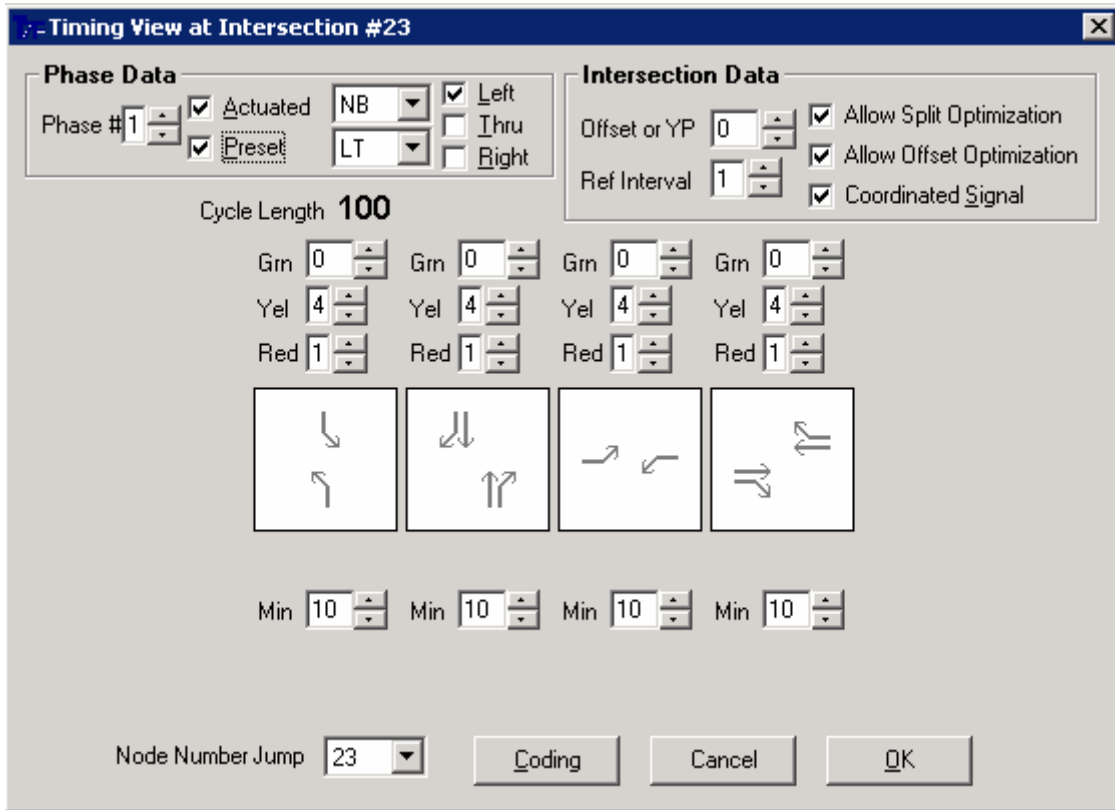 Timing View at Intersection #23
Phase Data
Phase # 1
Actuated
Preset
NB
LT
Left
Thru
Right
Intersection Data
Offset or YP 0
Ref Interval 1
Allow Split Optimization
Allow Offset Optimization
Coordinated Signal
Cycle Length 100
Grn 0 Grn 0 Grn 0 Grn 0
Yel 4 Yel 4 Yel 4 Yel 4
Red 1 Red 1 Red 1 Red 1
Min 10 Min 10 Min 10 Min 10
Node Number Jump 23 Coding Cancel OK